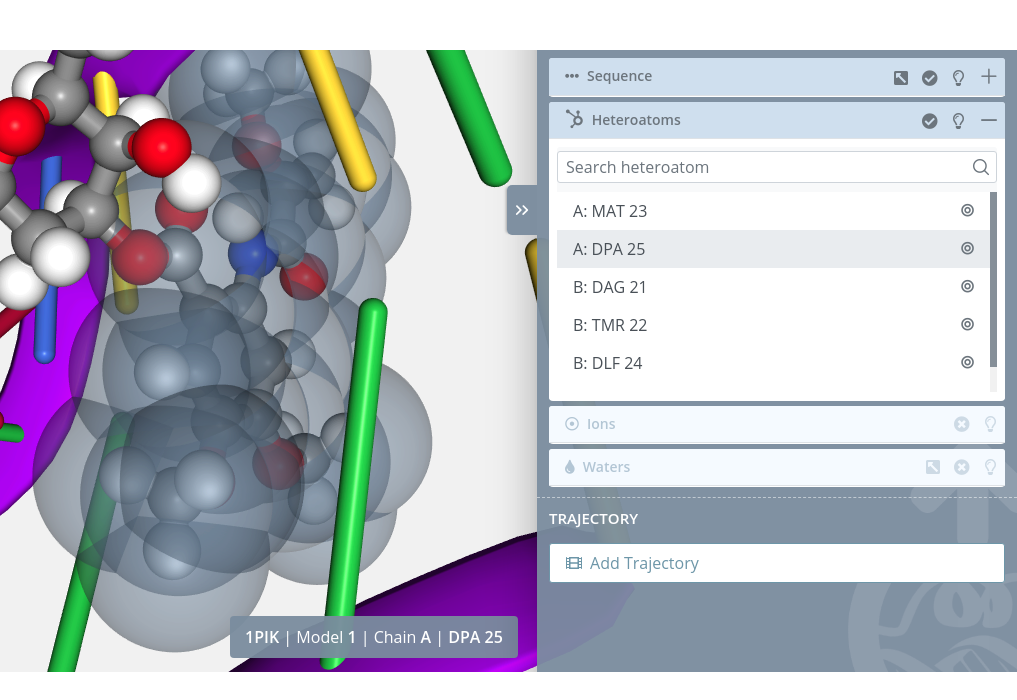 Sequence
Heteroatoms
Search heteroatom
A: MAT 23
A: DPA 25
B: DAG 21
B: TMR 22
B: DLF 24
Ions
Waters
TRAJECTORY
Add Trajectory
1PIK | Model 1 | Chain A | DPA 25